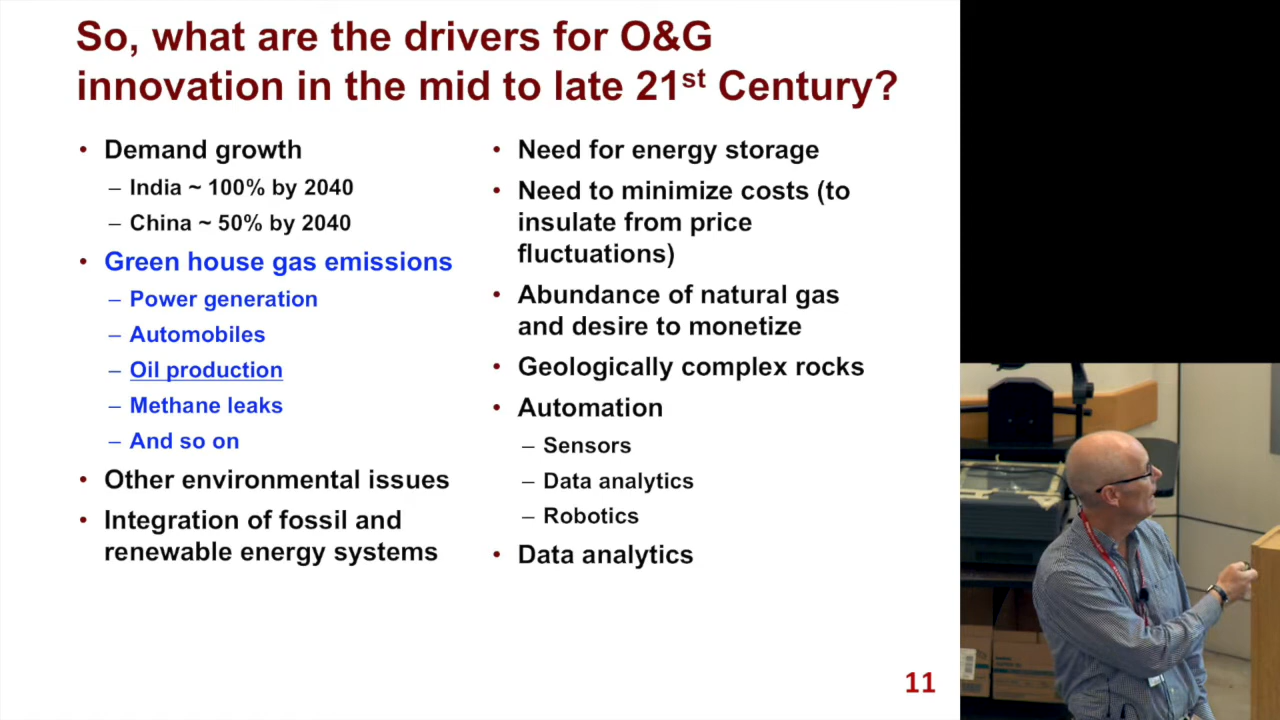 So, what are the drivers for O&G
innovation in the mid to late 21st Century?
• Demand growth
– India ~ 100% by 2040
– China ~ 50% by 2040
• Green house gas emissions
– Power generation
– Automobiles
– Oil production
– Methane leaks
– And so on
• Other environmental issues
• Integration of fossil and
renewable energy systems
• Need for energy storage
• Need to minimize costs (to
insulate from price
fluctuations)
• Abundance of natural gas
and desire to monetize
• Geologically complex rocks
• Automation
– Sensors
– Data analytics
– Robotics
• Data analytics
11